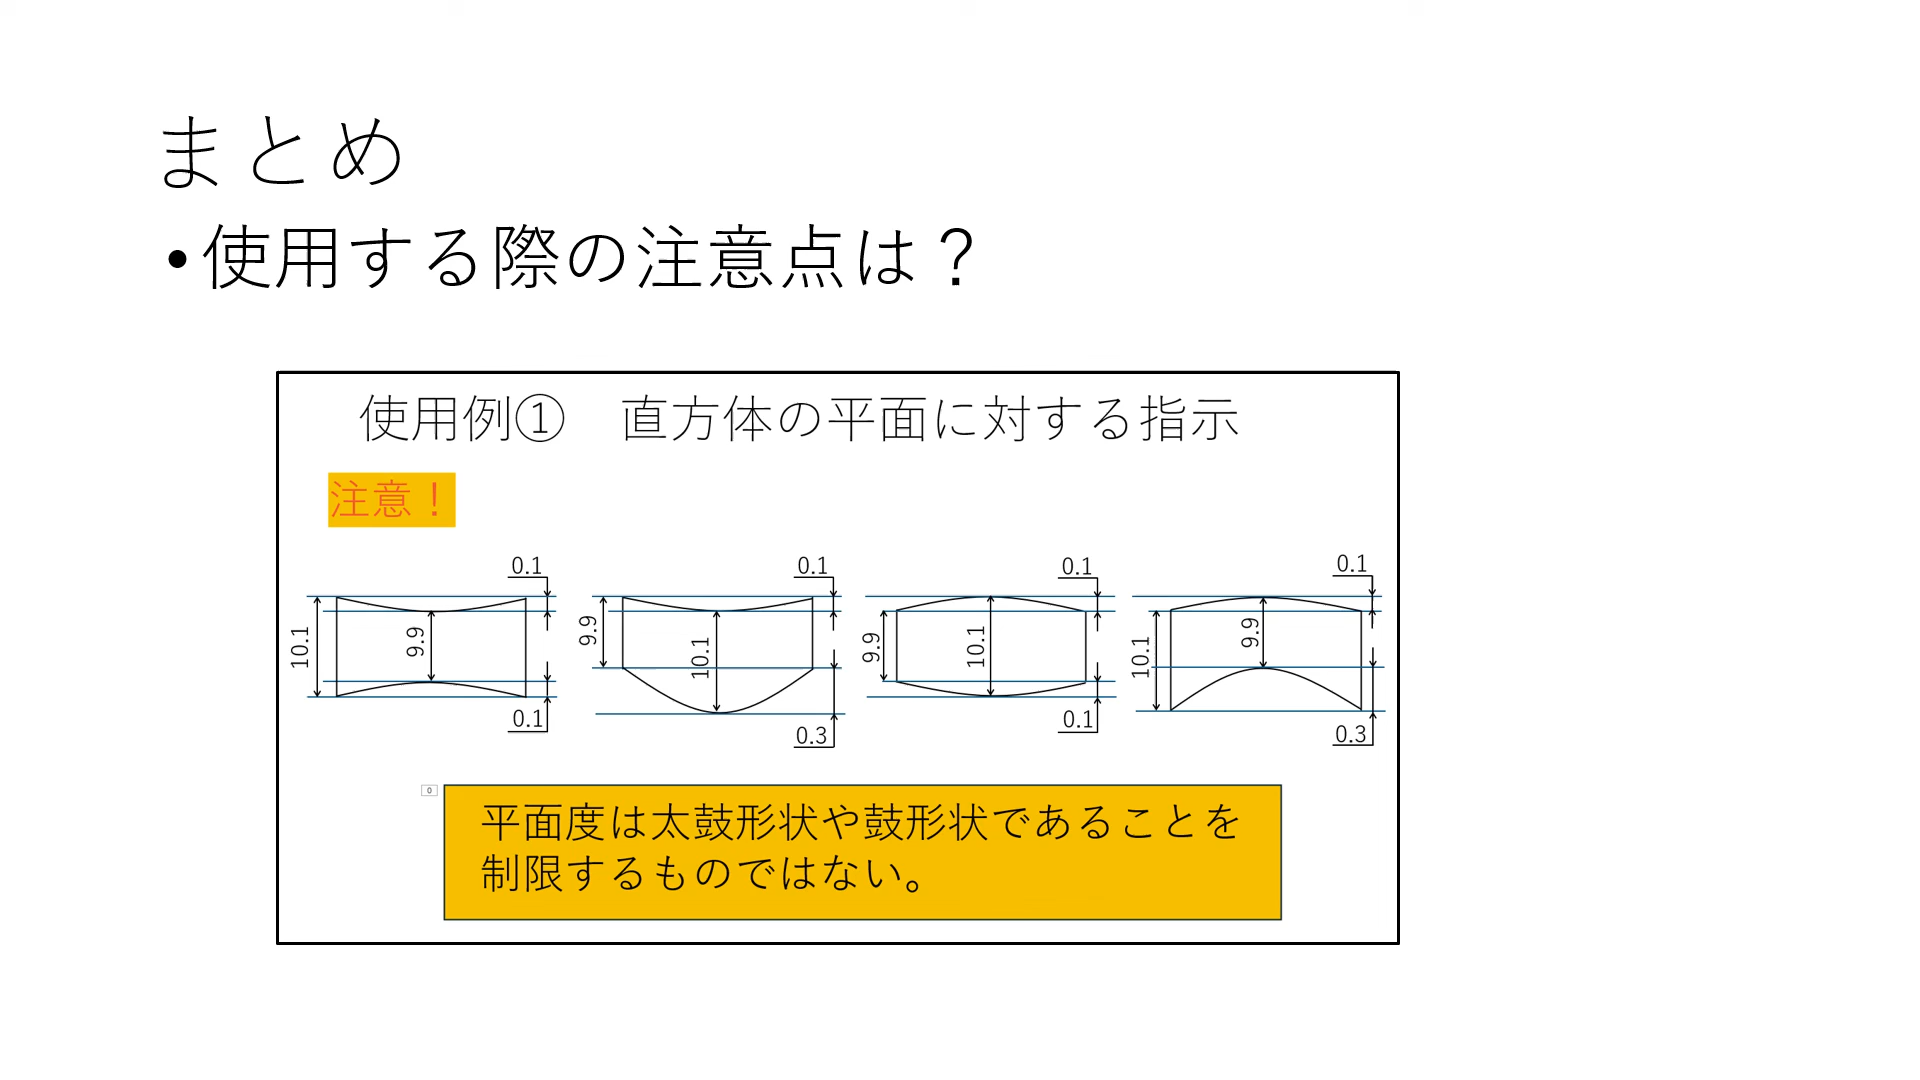 まとめ
•使用する際の注意点は？
使用例①　直方体の平面に対する指示
注意！
0.1
10.1
9.9
0.1
0.1
9.9
10.1
0.3
0.1
9.9
10.1
0.1
0.1
10.1
9.9
0.3
0
平面度は太鼓形状や鼓形状であることを
制限するものではない。